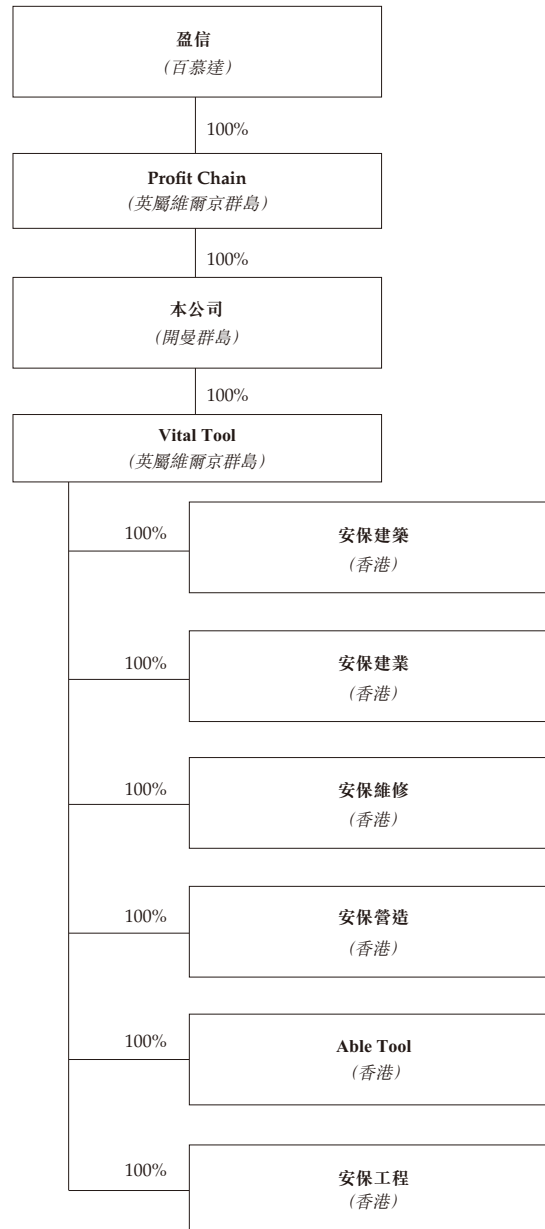 盈信
(百慕達)
100%
Profit Chain
(英屬維爾京群島)
100%
本公司
(開曼群島)
100%
Vital Tool
(英屬維爾京群島)
100%
安保建築
(香港)
100%
安保建業
(香港)
100%
安保維修
(香港)
100%
安保營造
(香港)
100%
Able Tool
(香港)
100%
安保工程
(香港)